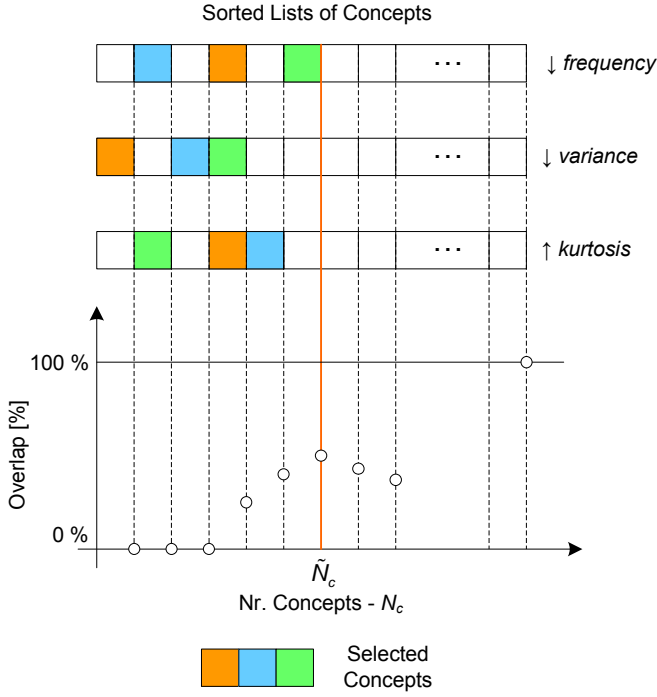 Sorted Lists of Concepts
... ↓ frequency
... ↓ variance
... ↑ kurtosis
100 %
Overlap [%]
0 %
Ñc
Nr. Concepts - Nc
Selected
Concepts